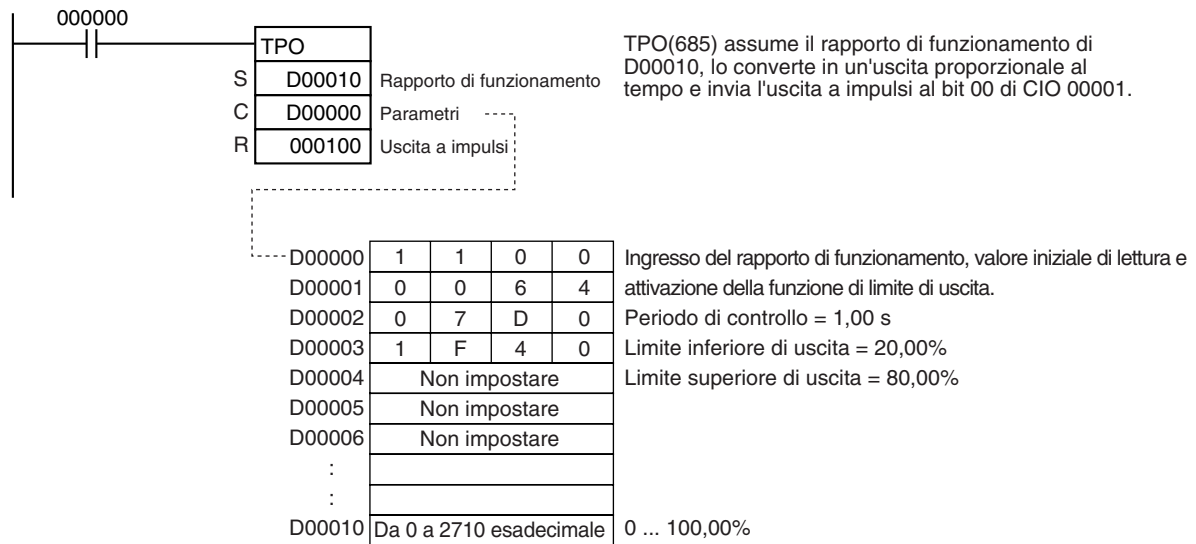 000000
TPO
S D00010 Rapporto di funzionamento
C D00000 Parametri
R 000100 Uscita a impulsi
TPO(685) assume il rapporto di funzionamento di
D00010, lo converte in un'uscita proporzionale al
tempo e invia l'uscita a impulsi al bit 00 di CIO 00001.
D00000 1 1 0 0 Ingresso del rapporto di funzionamento, valore iniziale di lettura e
D00001 0 0 6 4 attivazione della funzione di limite di uscita.
D00002 0 7 D 0 Periodo di controllo = 1,00 s
D00003 1 F 4 0 Limite inferiore di uscita = 20,00%
D00004 Non impostare Limite superiore di uscita = 80,00%
D00005 Non impostare
D00006 Non impostare
:
:
D00010 Da 0 a 2710 esadecimale 0 ... 100,00%